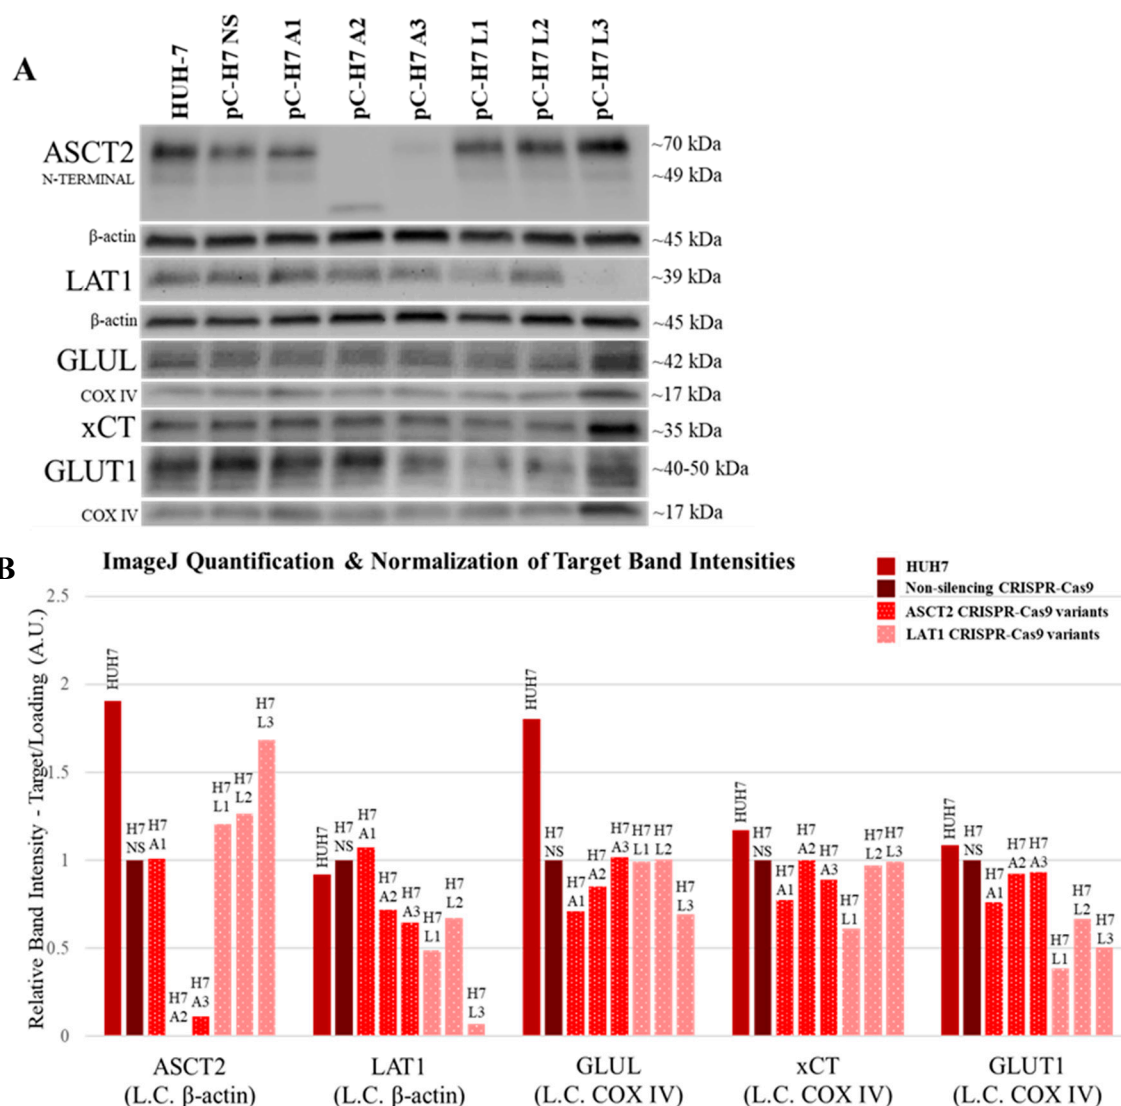 A
HUH-7
pC-H7 NS
pC-H7 A1
pC-H7 A2
pC-H7 A3
pC-H7 L1
pC-H7 L2
pC-H7 L3
ASCT2
N-TERMINAL
~70 kDa
~49 kDa
β-actin
~45 kDa
LAT1
~39 kDa
β-actin
~45 kDa
GLUL
~42 kDa
COX IV
~17 kDa
xCT
~35 kDa
GLUT1
~40-50 kDa
COX IV
~17 kDa
B
ImageJ Quantification & Normalization of Target Band Intensities
HUH7
Non-silencing CRISPR-Cas9
ASCT2 CRISPR-Cas9 variants
LAT1 CRISPR-Cas9 variants
Relative Band Intensity - Target/Loading (A.U.)
2.5
2
1.5
1
0.5
0
HUH7
H7
NS
H7
A1
H7
A2
H7
A3
H7
L1
H7
L2
H7
L3
HUH7
H7
NS
H7
A1
H7
A2
H7
A3
H7
L1
H7
L2
H7
L3
HUH7
H7
NS
H7
A1
H7
A2
H7
A3
H7
L1
H7
L2
H7
L3
HUH7
H7
NS
H7
A1
H7
A2
H7
A3
H7
L1
H7
L2
H7
L3
HUH7
H7
NS
H7
A1
H7
A2
H7
A3
H7
L1
H7
L2
H7
L3
ASCT2
(L.C. β-actin)
LAT1
(L.C. β-actin)
GLUL
(L.C. COX IV)
xCT
(L.C. COX IV)
GLUT1
(L.C. COX IV)